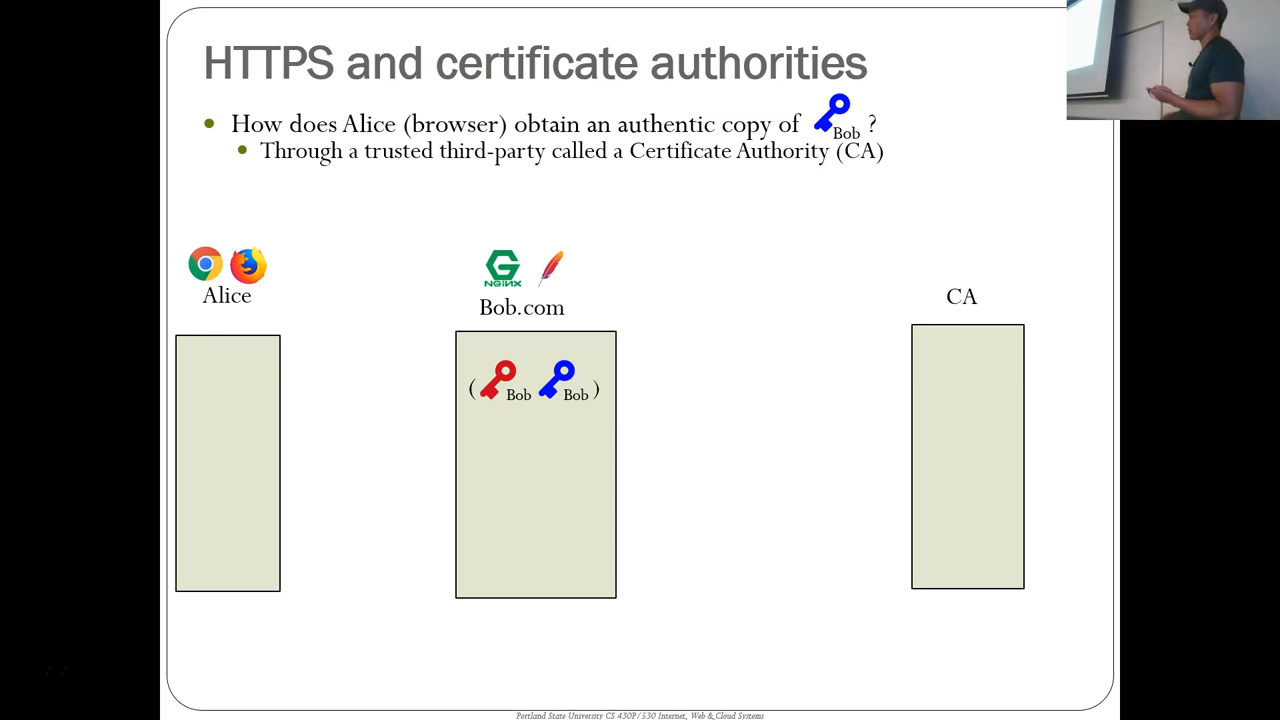 HTTPS and certificate authorities
How does Alice (browser) obtain an authentic copy of Bob ?
Through a trusted third-party called a Certificate Authority (CA)
NGiNX
Alice
Bob.com
CA
( Bob Bob )
Portland State University CS 430P/530 Internet, Web & Cloud Systems